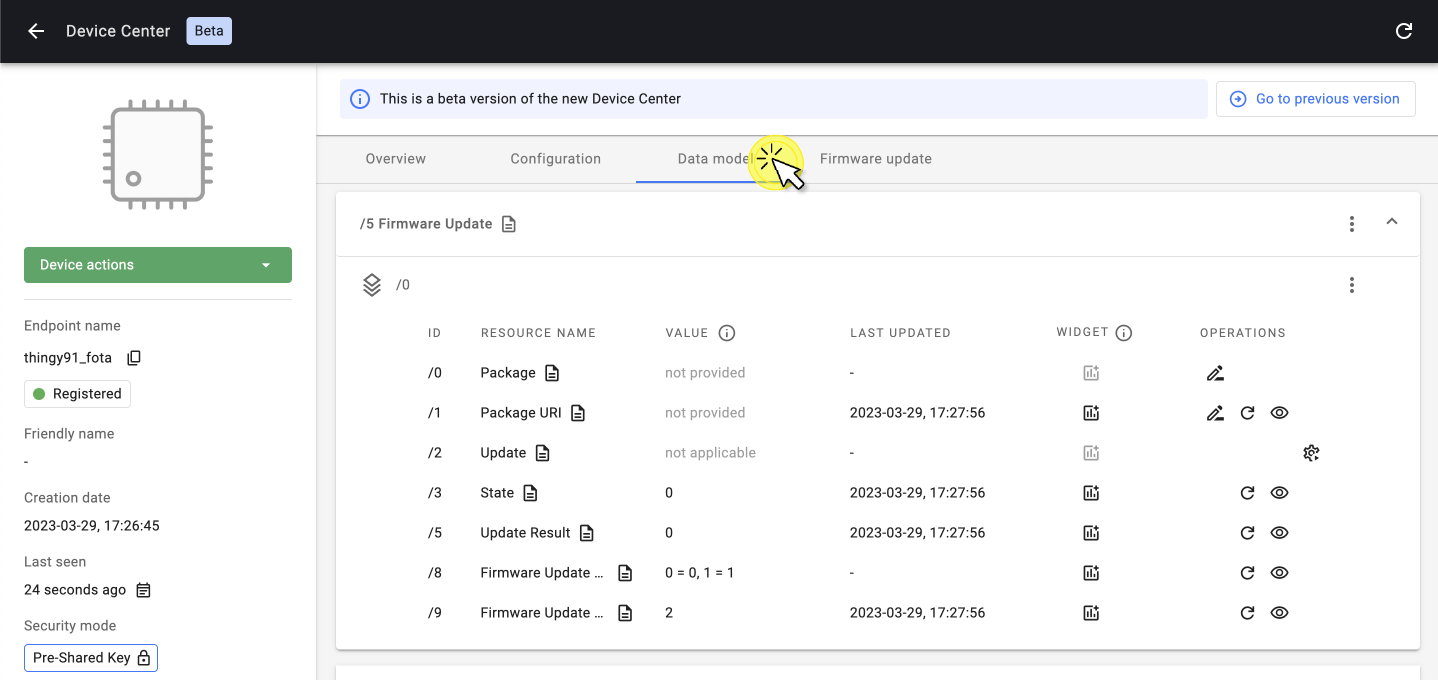 Device Center Beta
This is a beta version of the new Device Center
Go to previous version
Device actions
Endpoint name
thingy91_fota
Registered
Friendly name
-
Creation date
2023-03-29, 17:26:45
Last seen
24 seconds ago
Security mode
Pre-Shared Key
Overview Configuration Data model Firmware update
/5 Firmware Update
/0
ID RESOURCE NAME VALUE LAST UPDATED WIDGET OPERATIONS
/0 Package not provided -
/1 Package URI not provided 2023-03-29, 17:27:56
/2 Update not applicable -
/3 State 0 2023-03-29, 17:27:56
/5 Update Result 0 2023-03-29, 17:27:56
/8 Firmware Update ... 0 = 0, 1 = 1 -
/9 Firmware Update ... 2 2023-03-29, 17:27:56